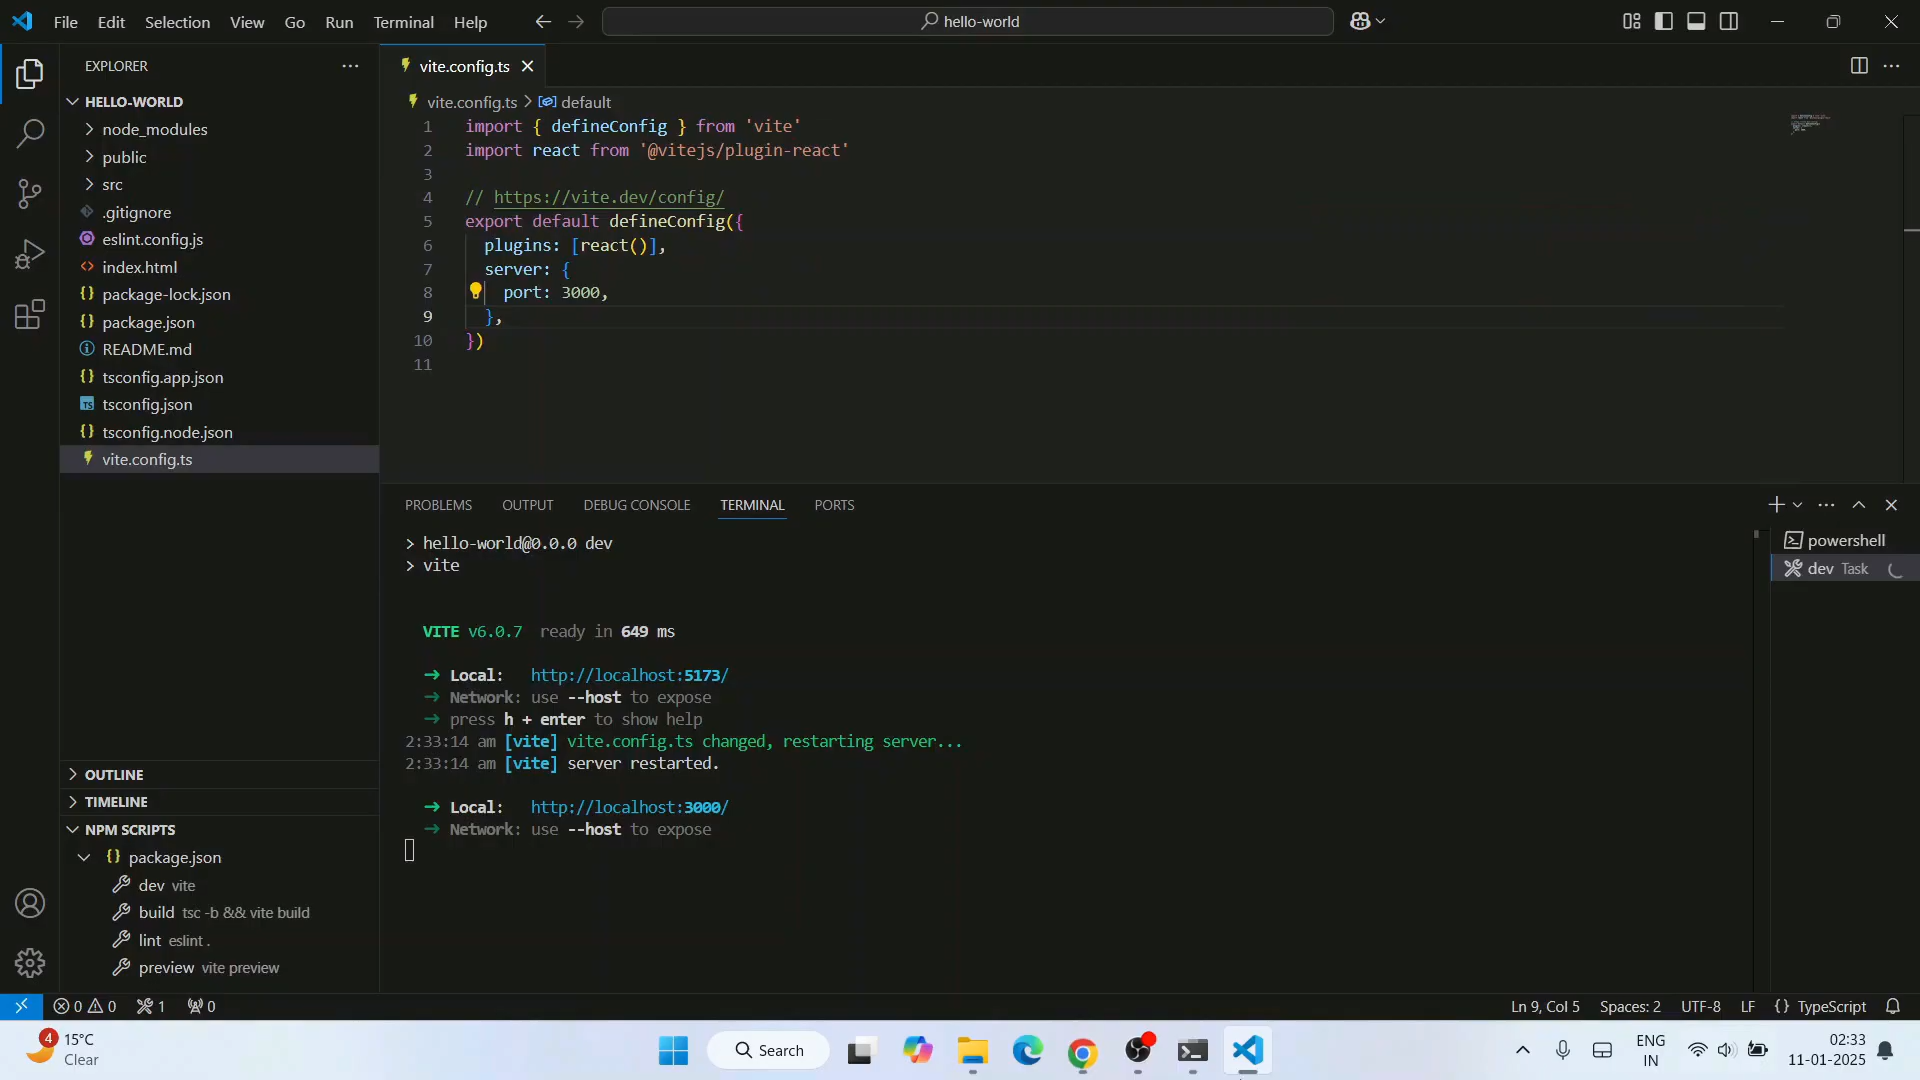 File Edit Selection View Go Run Terminal Help
hello-world
EXPLORER
HELLO-WORLD
node_modules
public
src
.gitignore
eslint.config.js
index.html
package-lock.json
package.json
README.md
tsconfig.app.json
tsconfig.json
tsconfig.node.json
vite.config.ts
OUTLINE
TIMELINE
NPM SCRIPTS
package.json
dev vite
build tsc -b && vite build
lint eslint .
preview vite preview
vite.config.ts
vite.config.ts > default
1 import { defineConfig } from 'vite'
2 import react from '@vitejs/plugin-react'
3
4 // https://vite.dev/config/
5 export default defineConfig({
6 plugins: [react()],
7 server: {
8 port: 3000,
9 },
10 })
11
PROBLEMS OUTPUT DEBUG CONSOLE TERMINAL PORTS
> hello-world@0.0.0 dev
> vite
VITE v6.0.7 ready in 649 ms
➜ Local: http://localhost:5173/
➜ Network: use --host to expose
➜ press h + enter to show help
2:33:14 am [vite] vite.config.ts changed, restarting server...
2:33:14 am [vite] server restarted.
➜ Local: http://localhost:3000/
➜ Network: use --host to expose
powershell
dev Task
0 0 1 0
Ln 9, Col 5 Spaces: 2 UTF-8 LF {} TypeScript
4
15°C
Clear
Search
ENG
IN
02:33
11-01-2025